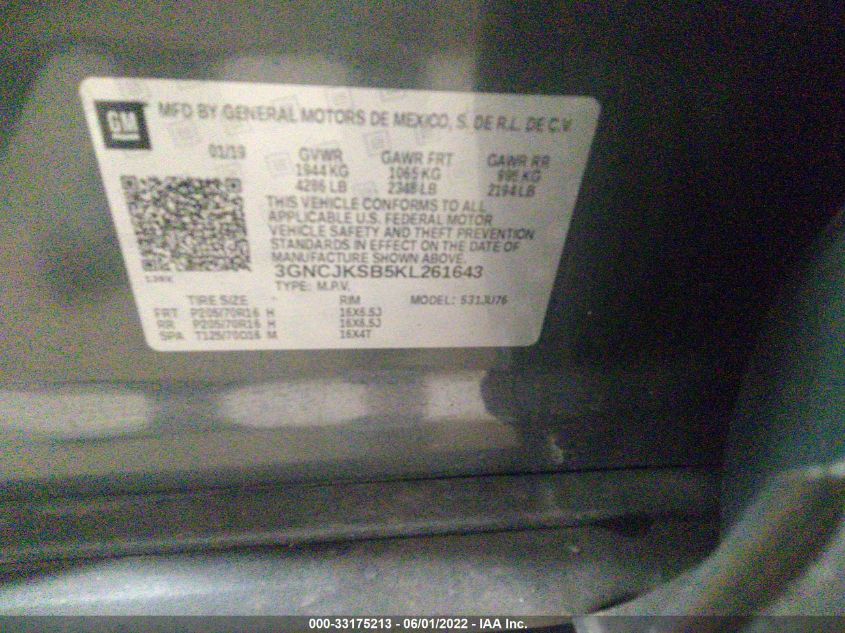 GM
MFD BY GENERAL MOTORS DE MEXICO, S. DE R.L. DE C.V.
01/19 GVWR GAWR FRT GAWR RR
1944 KG 1065 KG 995 KG
4286 LB 2348 LB 2194 LB
THIS VEHICLE CONFORMS TO ALL
APPLICABLE U.S. FEDERAL MOTOR
VEHICLE SAFETY AND THEFT PREVENTION
STANDARDS IN EFFECT ON THE DATE OF
MANUFACTURE SHOWN ABOVE.
3GNCJKSB5KL261643
TYPE: M.P.V.
TIRE SIZE RIM MODEL: 531JU76
FRT P205/70R16 H 16X6.5J
RR P205/70R16 H 16X6.5J
SPA T125/70D16 M 16X4T
000-33175213 - 06/01/2022 - IAA Inc.